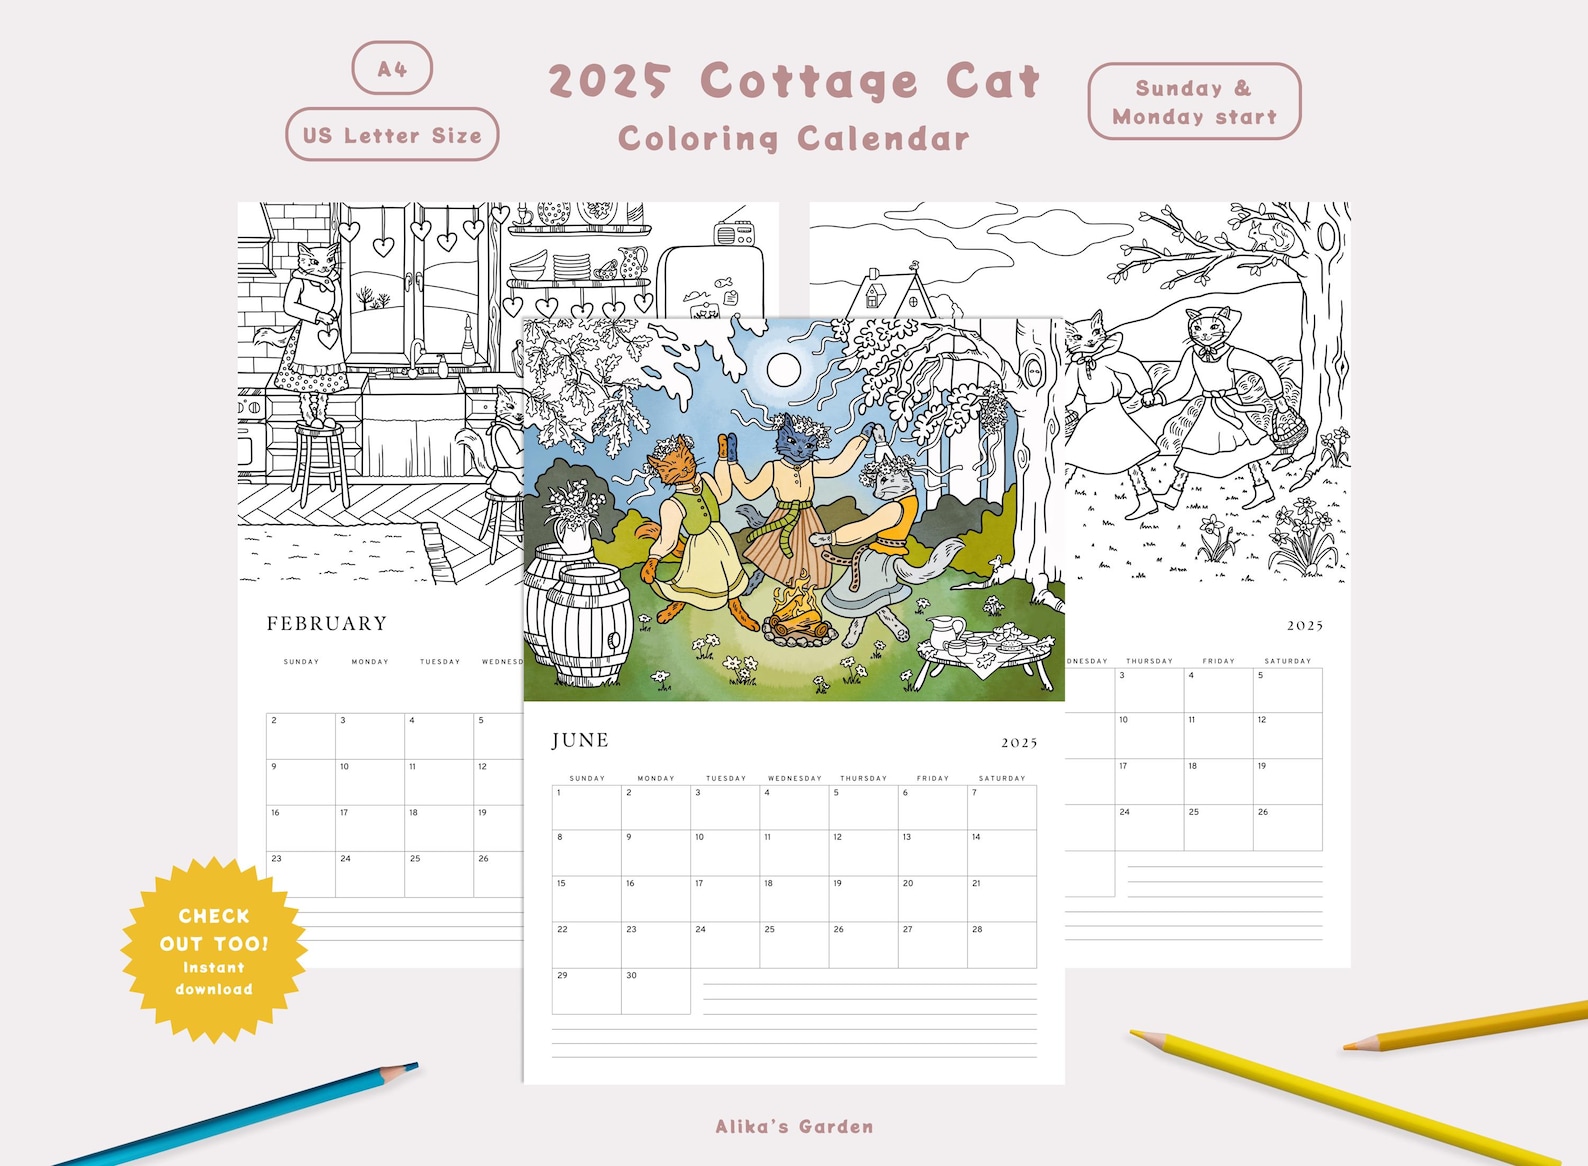 A4
US Letter Size
2025 Cottage Cat
Coloring Calendar
Sunday &
Monday start
FEBRUARY
SUNDAY MONDAY TUESDAY
2 3 4 5
9 10 11 12
16 17 18 19
23 24 25 26
2025
THURSDAY FRIDAY SATURDAY
3 4 5
10 11 12
17 18 19
24 25 26
JUNE 2025
SUNDAY MONDAY TUESDAY WEDNESDAY THURSDAY FRIDAY SATURDAY
1 2 3 4 5 6 7
8 9 10 11 12 13 14
15 16 17 18 19 20 21
22 23 24 25 26 27 28
29 30
CHECK
OUT TOO!
Instant
download
Alika's Garden